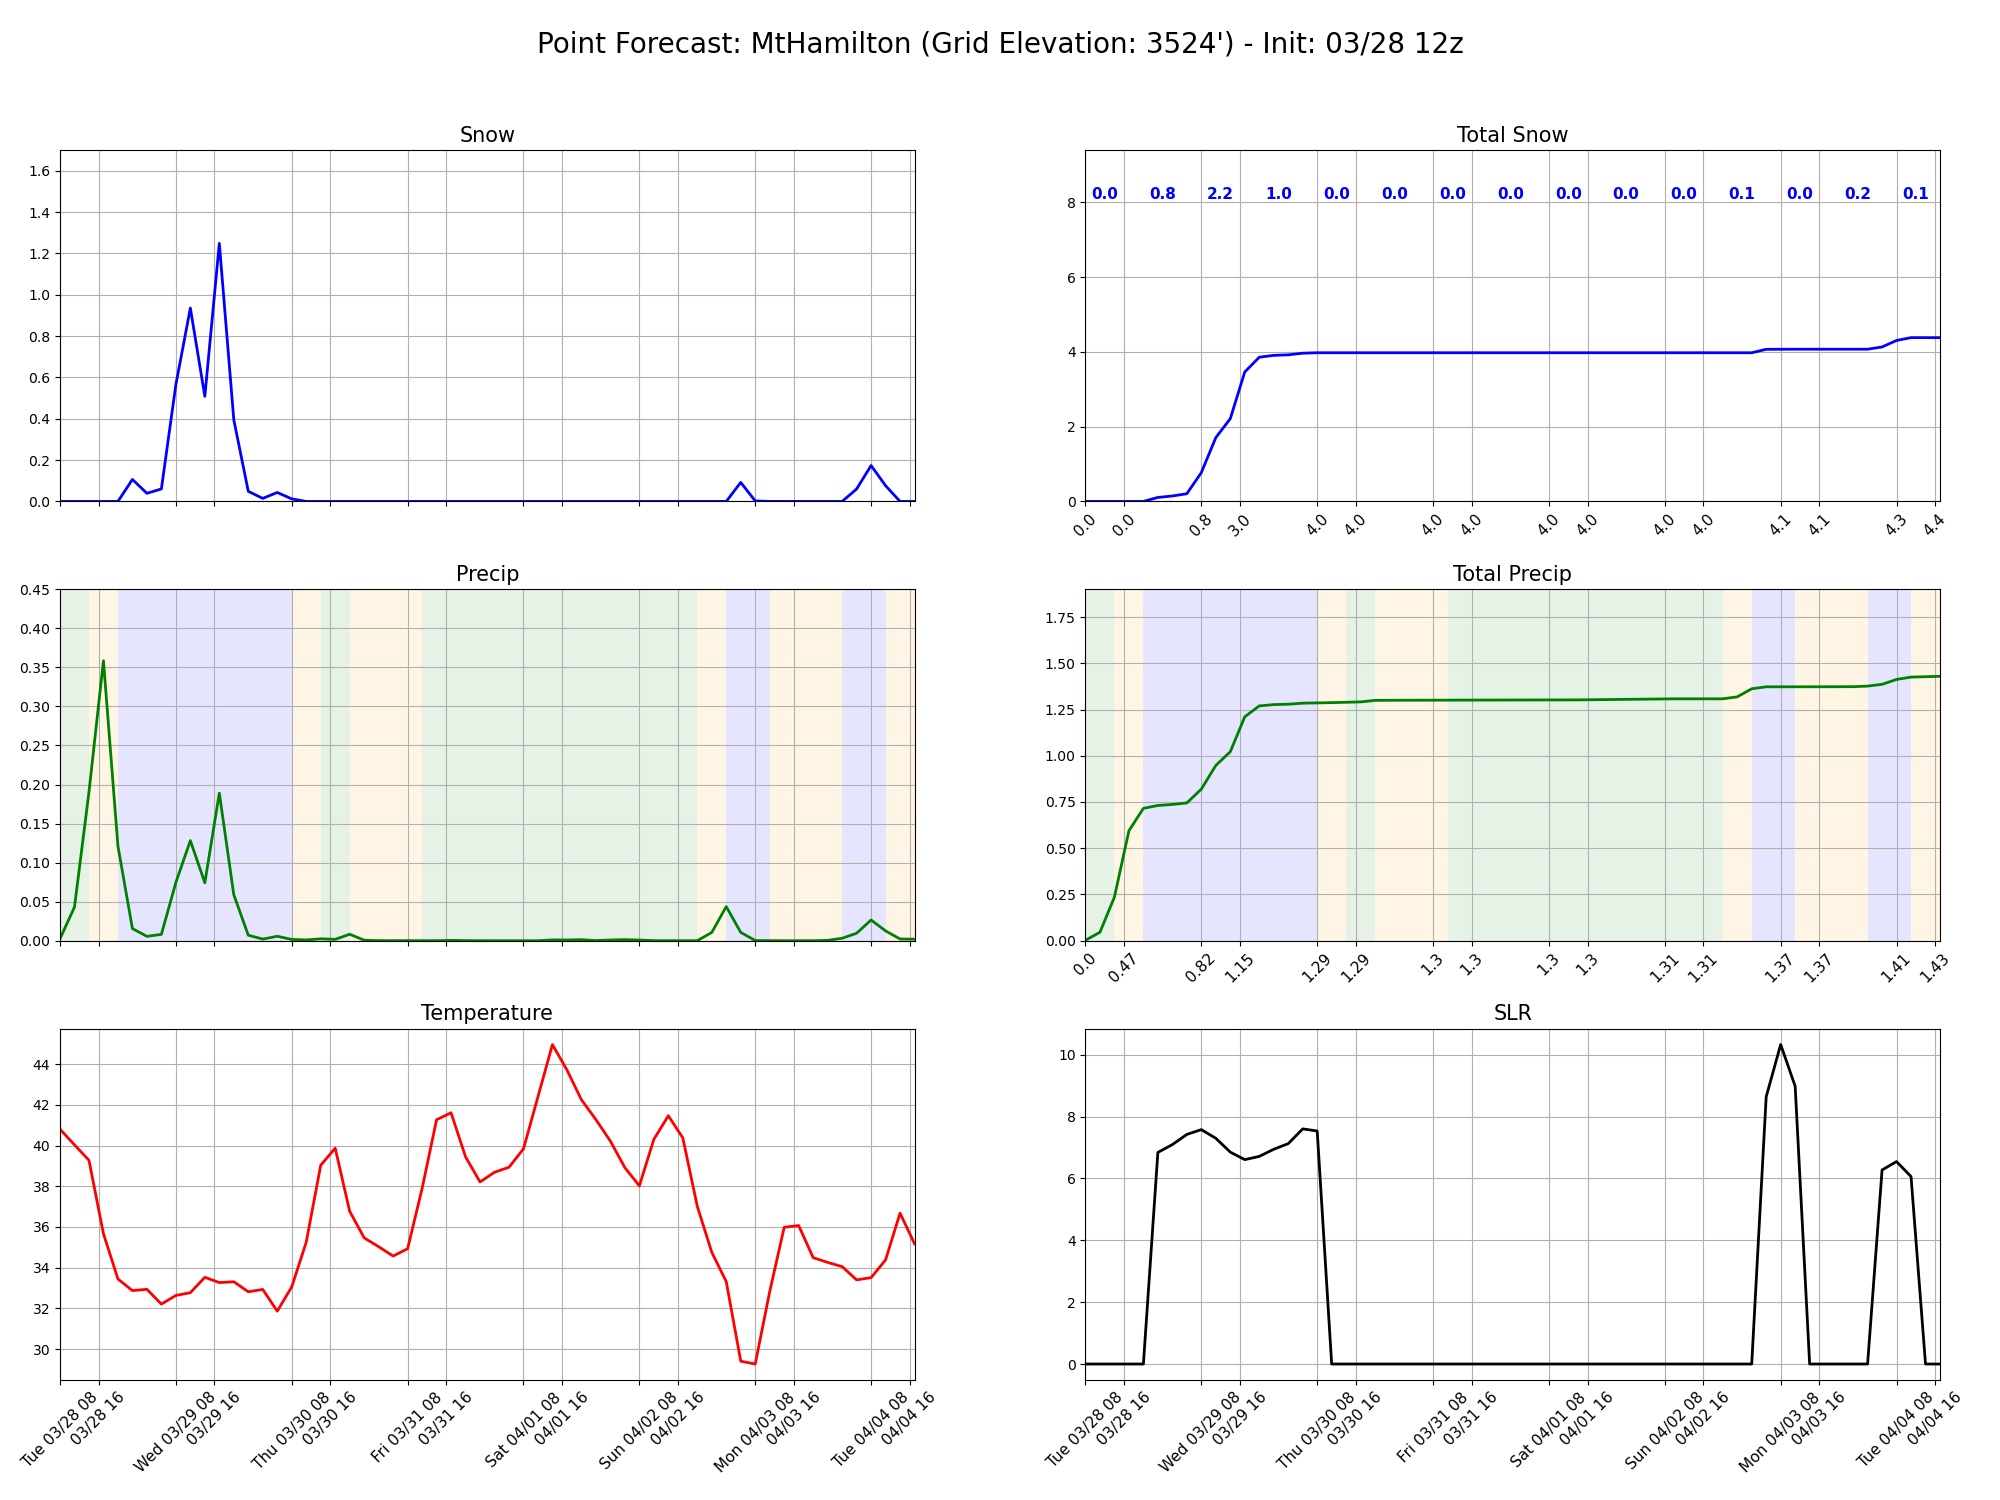 Point Forecast: MtHamilton (Grid Elevation: 3524') - Init: 03/28 12z
Snow
1.6
1.4
1.2
1.0
0.8
0.6
0.4
0.2
0.0
Total Snow
0.0 0.8 2.2 1.0 0.0 0.0 0.0 0.0 0.0 0.0 0.0 0.1 0.0 0.2 0.1
8
6
4
2
0
0.0 0.0 0.8 3.0 4.0 4.0 4.0 4.0 4.0 4.0 4.0 4.0 4.1 4.1 4.3 4.4
Precip
0.45
0.40
0.35
0.30
0.25
0.20
0.15
0.10
0.05
0.00
Total Precip
1.75
1.50
1.25
1.00
0.75
0.50
0.25
0.00
0.0 0.47 0.82 1.15 1.29 1.29 1.3 1.3 1.3 1.3 1.31 1.31 1.37 1.37 1.41 1.43
Temperature
44
42
40
38
36
34
32
30
Tue 03/28 08
03/28 16
Wed 03/29 08
03/29 16
Thu 03/30 08
03/30 16
Fri 03/31 08
03/31 16
Sat 04/01 08
04/01 16
Sun 04/02 08
04/02 16
Mon 04/03 08
04/03 16
Tue 04/04 08
04/04 16
SLR
10
8
6
4
2
0
Tue 03/28 08
03/28 16
Wed 03/29 08
03/29 16
Thu 03/30 08
03/30 16
Fri 03/31 08
03/31 16
Sat 04/01 08
04/01 16
Sun 04/02 08
04/02 16
Mon 04/03 08
04/03 16
Tue 04/04 08
04/04 16